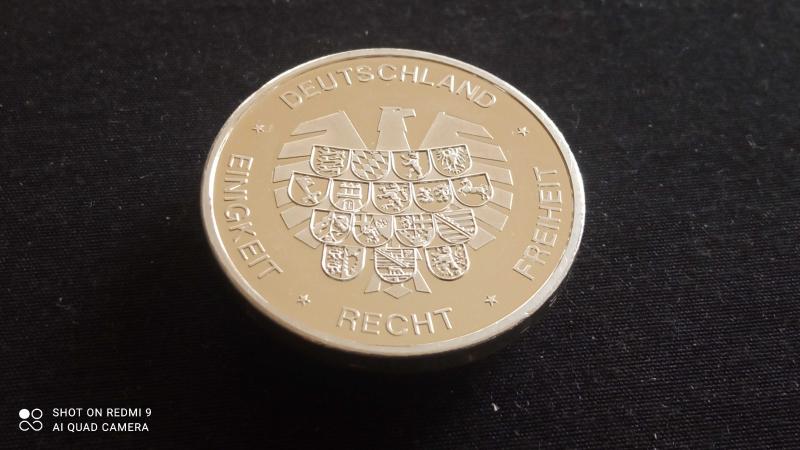 DEUTSCHLAND
EINIGKEIT
RECHT
FREIHEIT
SHOT ON REDMI 9
AI QUAD CAMERA